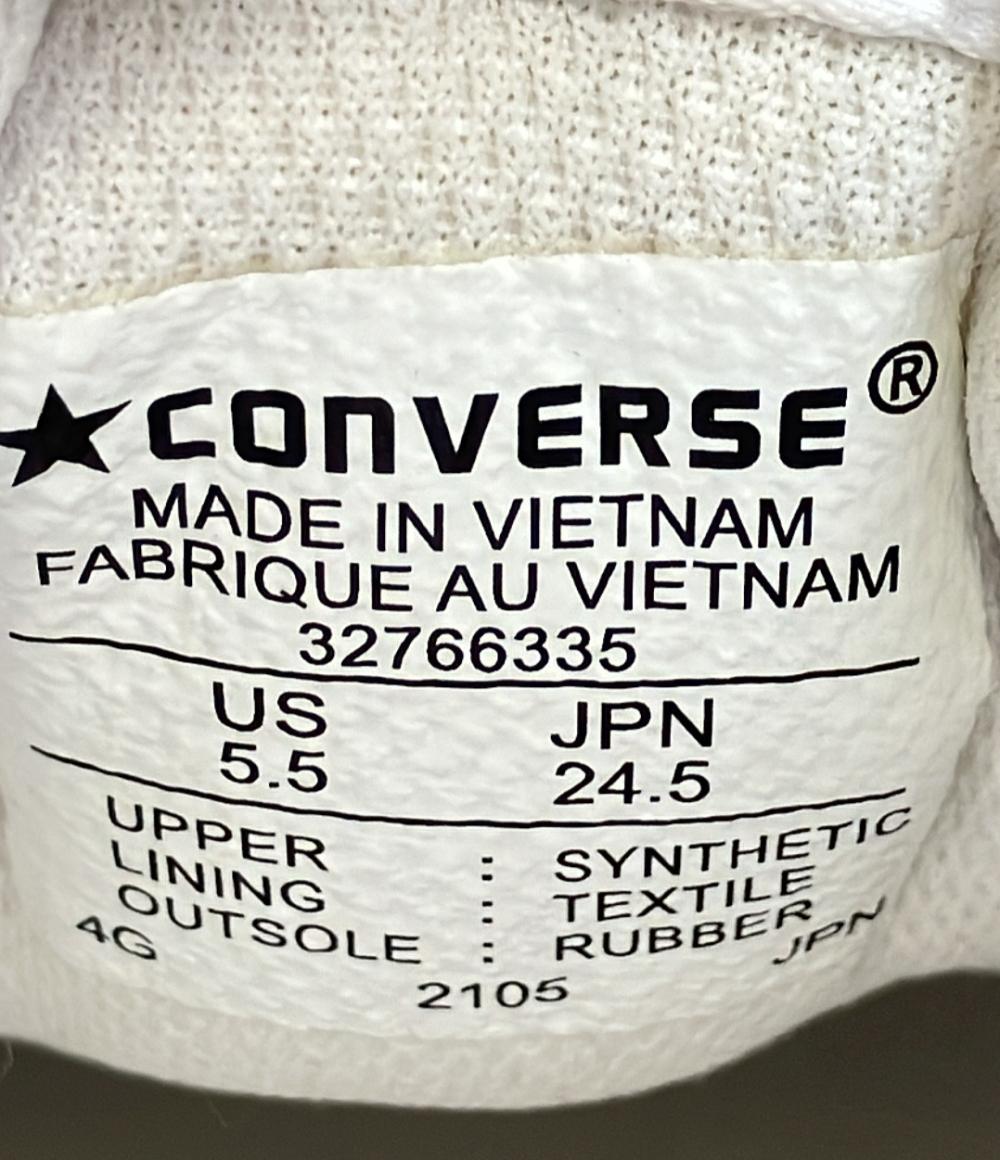 ★CONVERSE®
MADE IN VIETNAM
FABRIQUE AU VIETNAM
32766335
US JPN
5.5 24.5
UPPER : SYNTHETIC
LINING : TEXTILE
OUTSOLE : RUBBER
4G JPN
2105